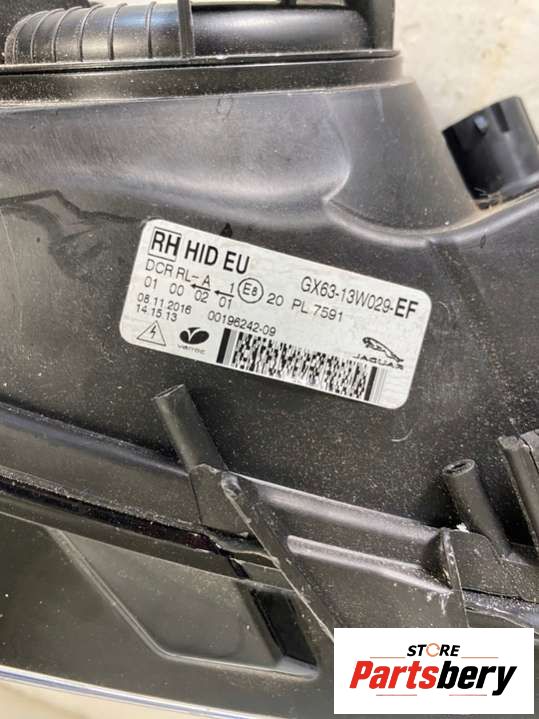 RH HID EU
GX63-13W029-EF
DCR RL-A 1 E8 20 PL 7591
01 00 02 01
08.11.2016 00196242-09
14.15.13
varroc
JAGUAR
STORE
Partsbery